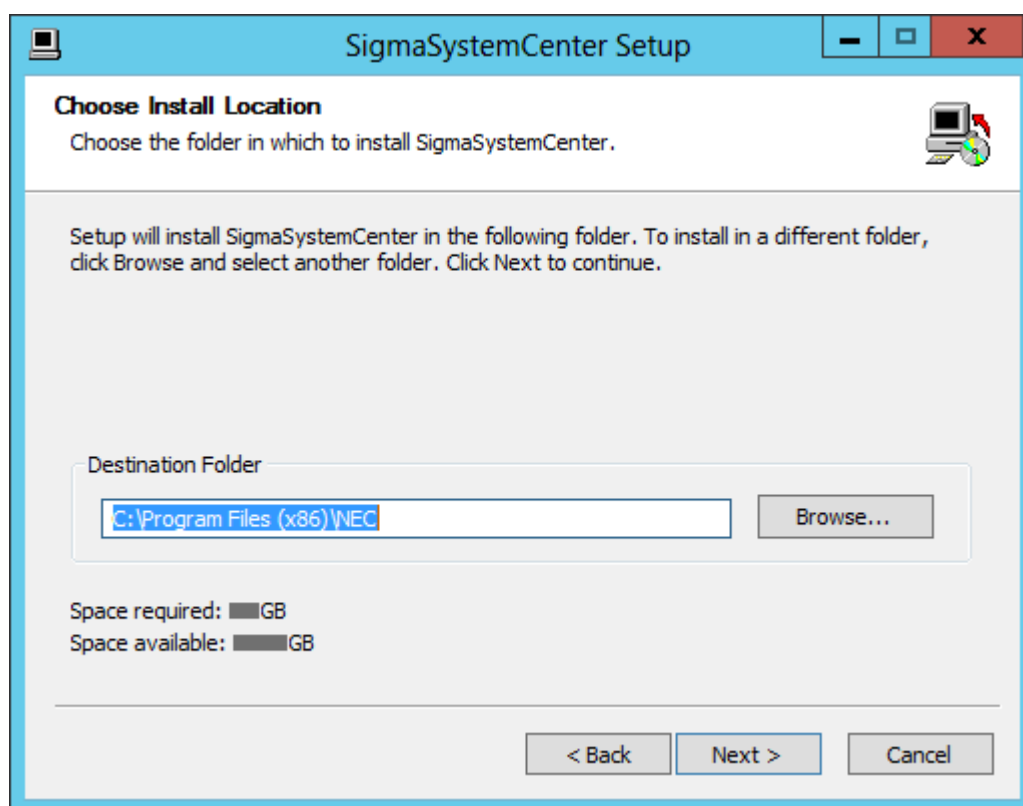 SigmaSystemCenter Setup
Choose Install Location
Choose the folder in which to install SigmaSystemCenter.
Setup will install SigmaSystemCenter in the following folder. To install in a different folder,
click Browse and select another folder. Click Next to continue.
Destination Folder
C:\Program Files (x86)\NEC
Browse...
Space required: GB
Space available: GB
< Back
Next >
Cancel